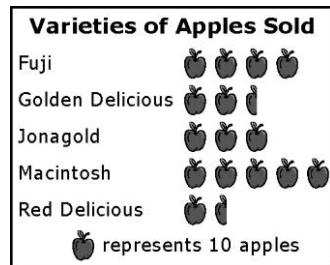 Varieties of Apples Sold
Fuji
Golden Delicious
Jonagold
Macintosh
Red Delicious
represents 10 apples